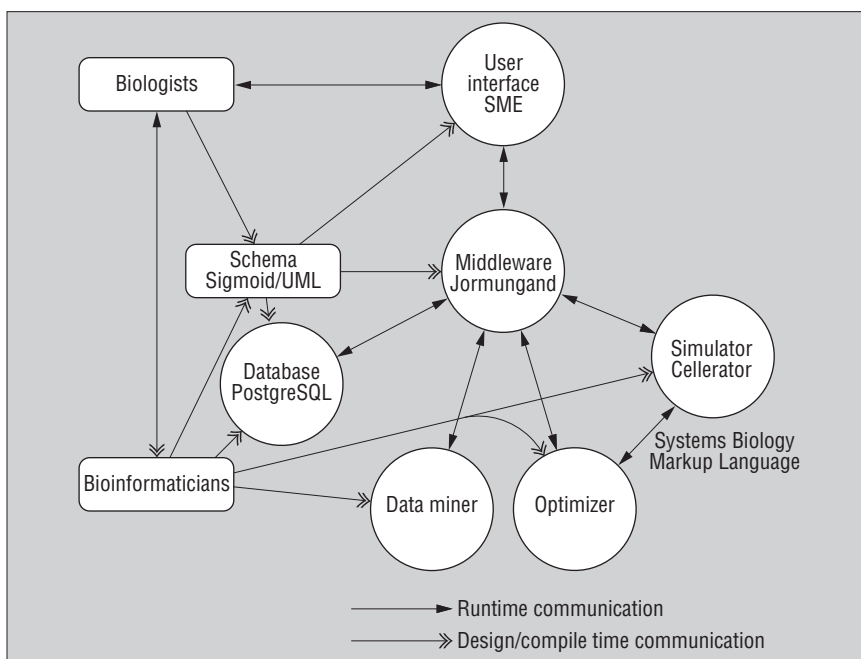 Biologists
User
interface
SME
Schema
Sigmoid/UML
Middleware
Jormungand
Database
PostgreSQL
Simulator
Cellerator
Systems Biology
Markup Language
Bioinformaticians
Data miner
Optimizer
Runtime communication
Design/compile time communication